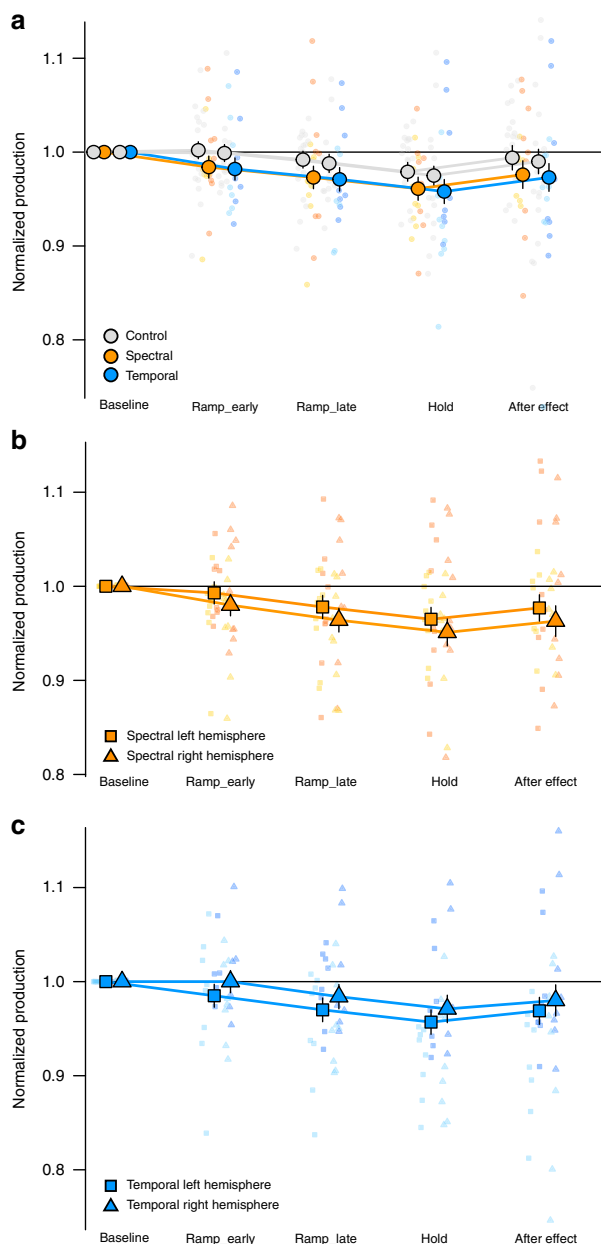 a
1.1
1.0
0.9
0.8
Normalized production
Control
Spectral
Temporal
Baseline Ramp_early Ramp_late Hold After effect
b
1.1
1.0
0.9
0.8
Normalized production
Spectral left hemisphere
Spectral right hemisphere
Baseline Ramp_early Ramp_late Hold After effect
c
1.1
1.0
0.9
0.8
Normalized production
Temporal left hemisphere
Temporal right hemisphere
Baseline Ramp_early Ramp_late Hold After effect